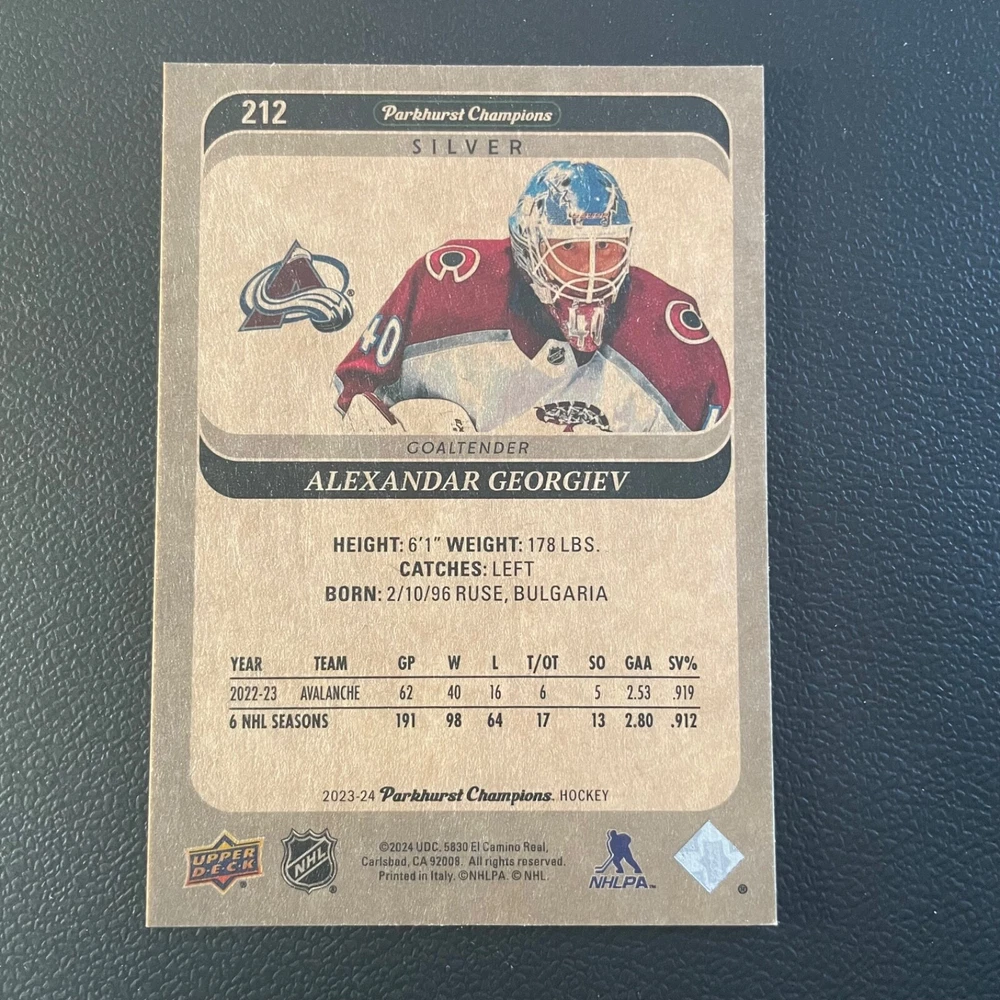 212 Parkhurst Champions
SILVER
40
40
GOALTENDER
ALEXANDAR GEORGIEV
HEIGHT: 6'1" WEIGHT: 178 LBS.
CATCHES: LEFT
BORN: 2/10/96 RUSE, BULGARIA
YEAR TEAM GP W L T/OT SO GAA SV%
2022-23 AVALANCHE 62 40 16 6 5 2.53 .919
6 NHL SEASONS 191 98 64 17 13 2.80 .912
2023-24 Parkhurst Champions. HOCKEY
UPPER
D·E·C·K ®
NHL ®
©2024 UDC. 5830 El Camino Real,
Carlsbad, CA 92008. All rights reserved.
Printed in Italy. ©NHLPA. © NHL.
NHLPA™
®